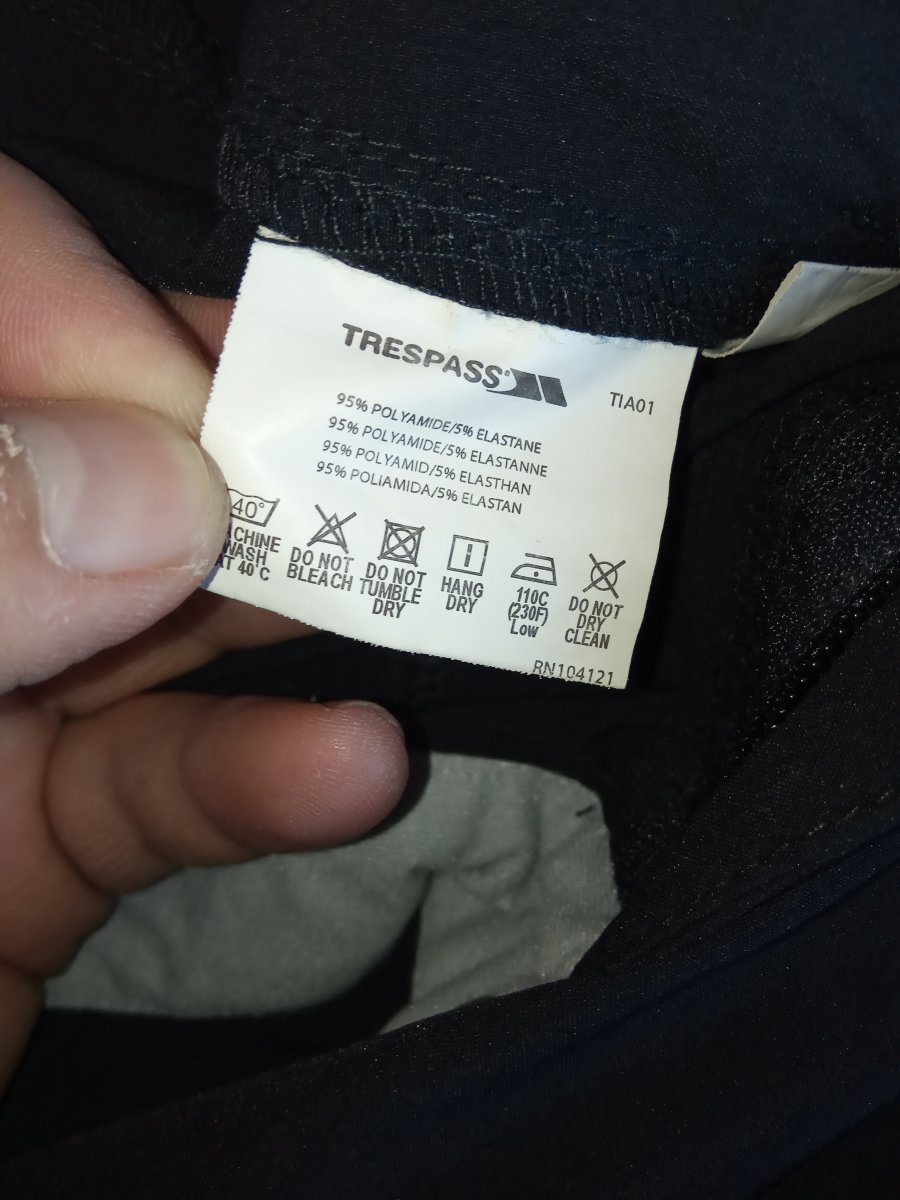 TRESPASS®
TIA01
95% POLYAMIDE/5% ELASTANE
95% POLYAMIDE/5% ELASTANNE
95% POLYAMID/5% ELASTHAN
95% POLIAMIDA/5% ELASTAN
40°
ACHINE WASH AT 40°C
DO NOT BLEACH
DO NOT TUMBLE DRY
HANG DRY
110C (230F) Low
DO NOT DRY CLEAN
RN104121